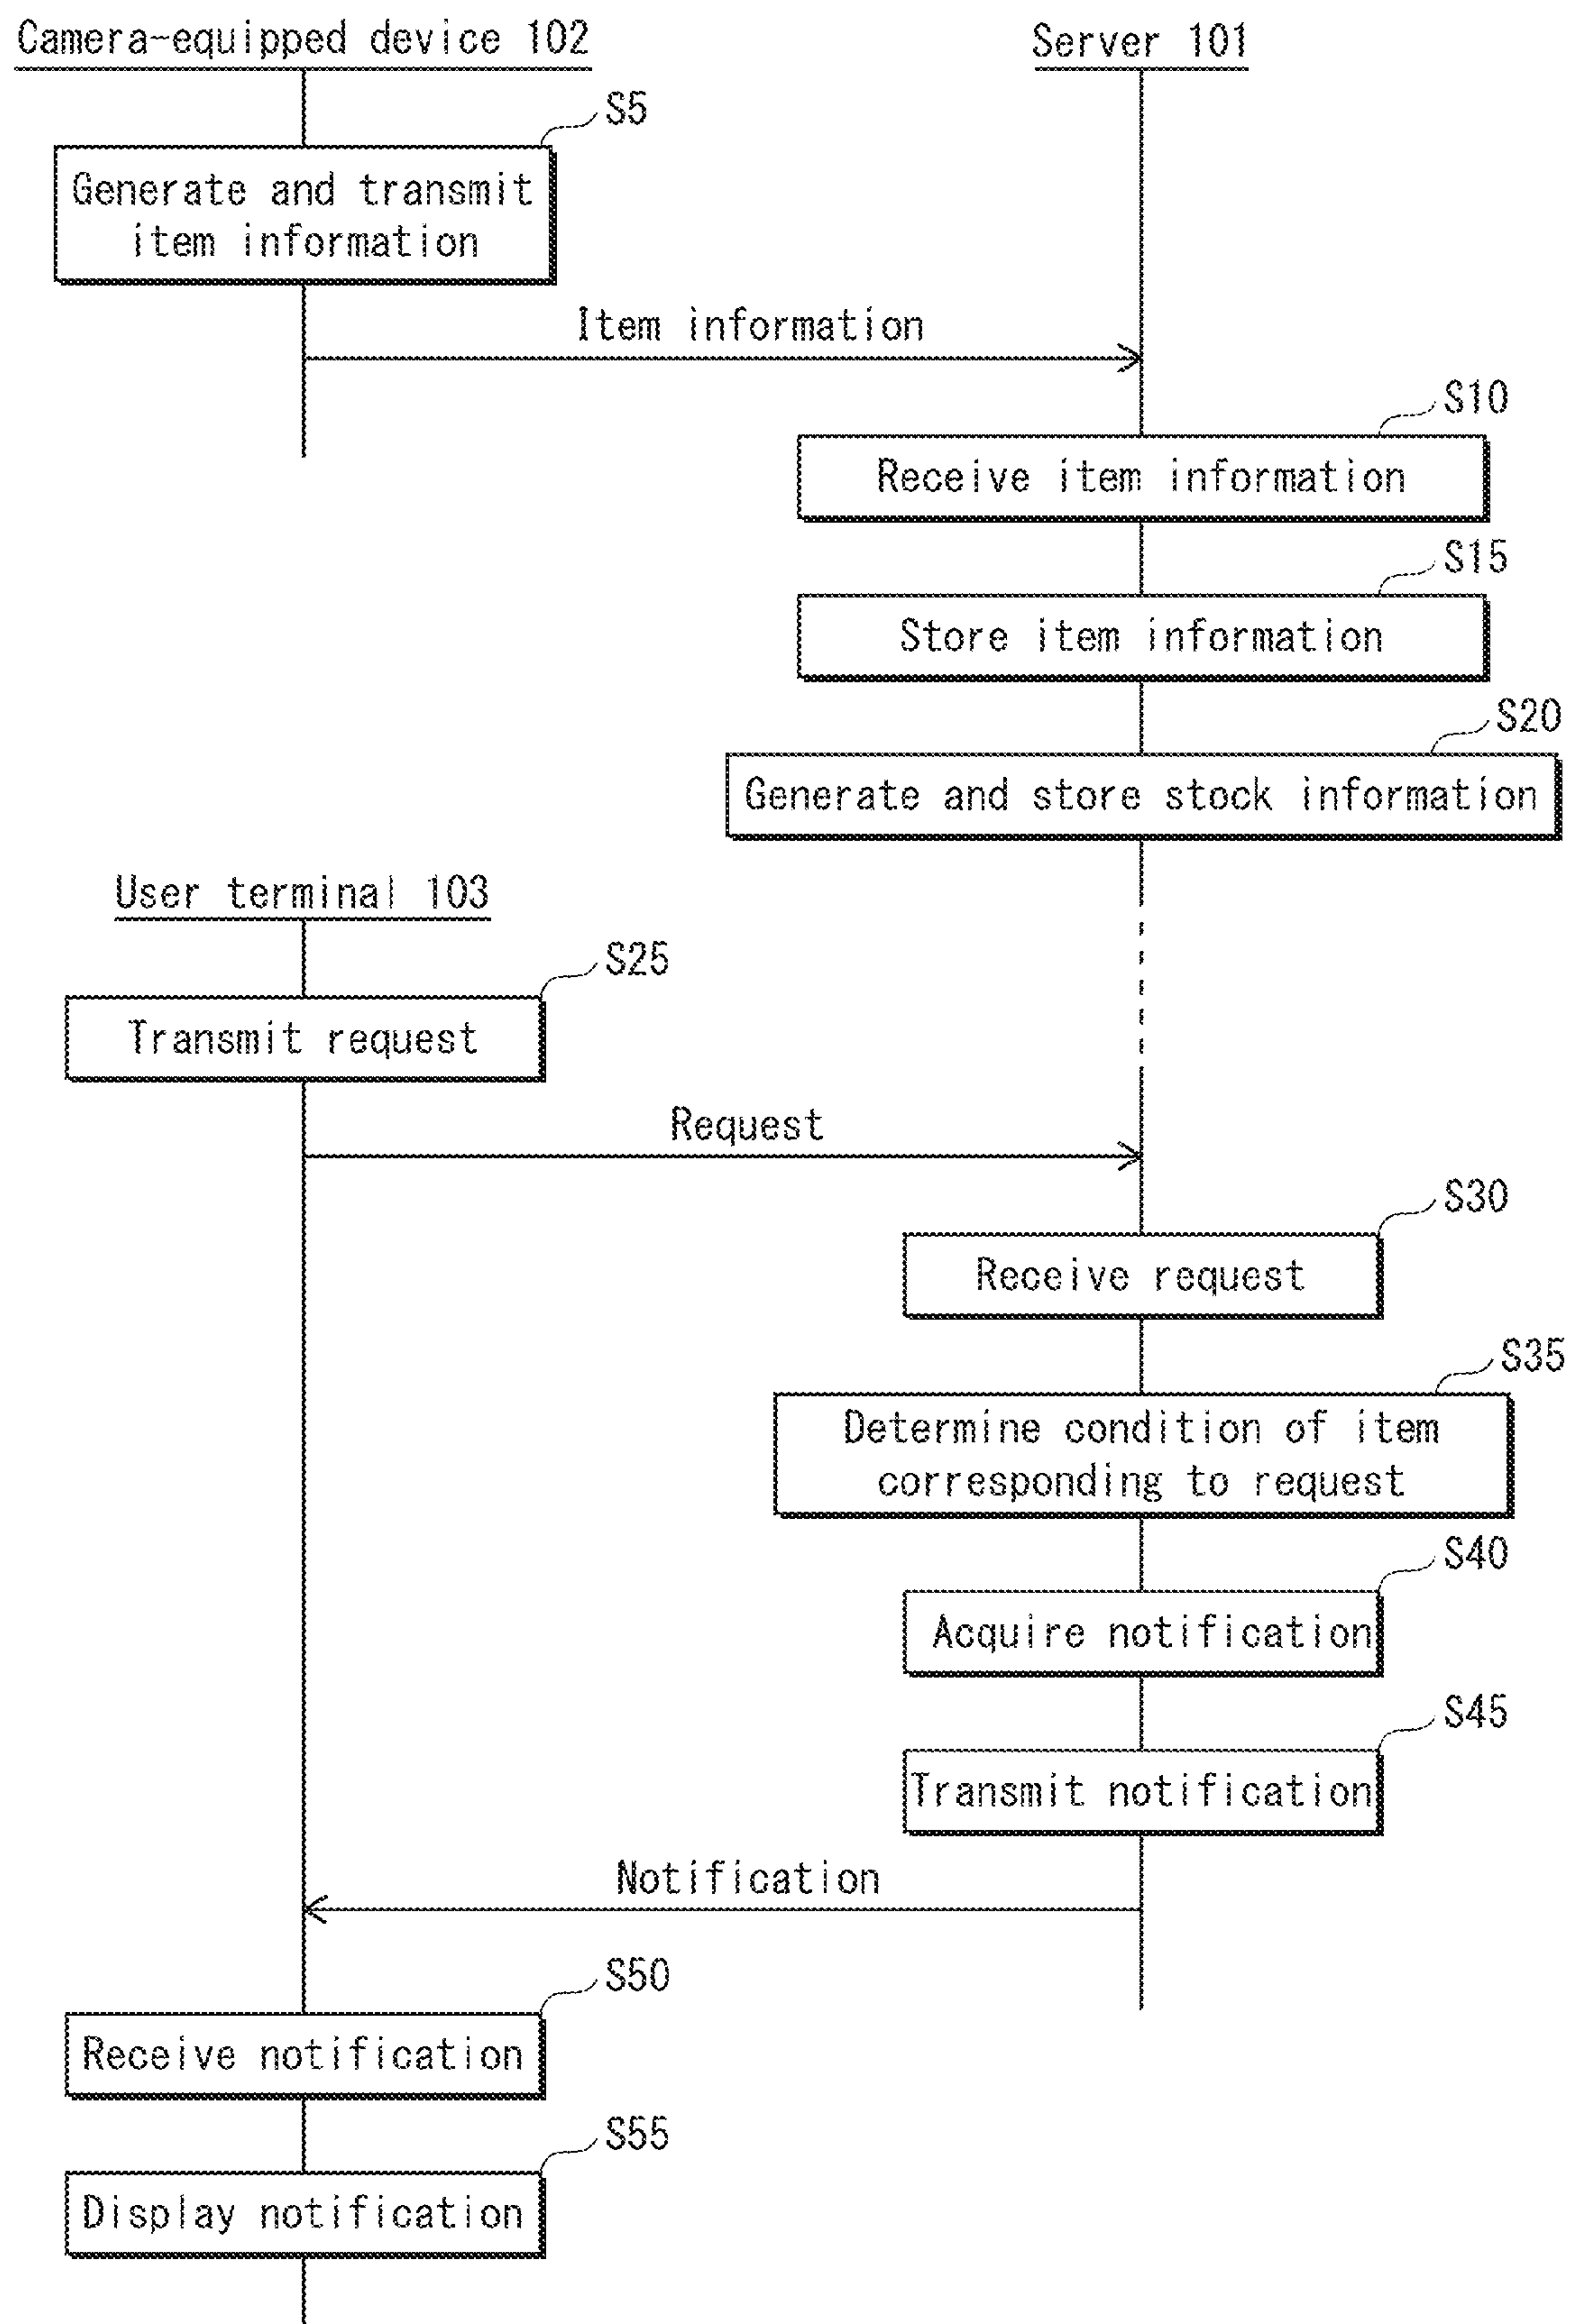 Camera-equipped device 102
Server 101
S5
Generate and transmit
item information
Item information
S10
Receive item information
S15
Store item information
S20
Generate and store stock information
User terminal 103
S25
Transmit request
Request
S30
Receive request
S35
Determine condition of item
corresponding to request
S40
Acquire notification
S45
Transmit notification
Notification
S50
Receive notification
S55
Display notification